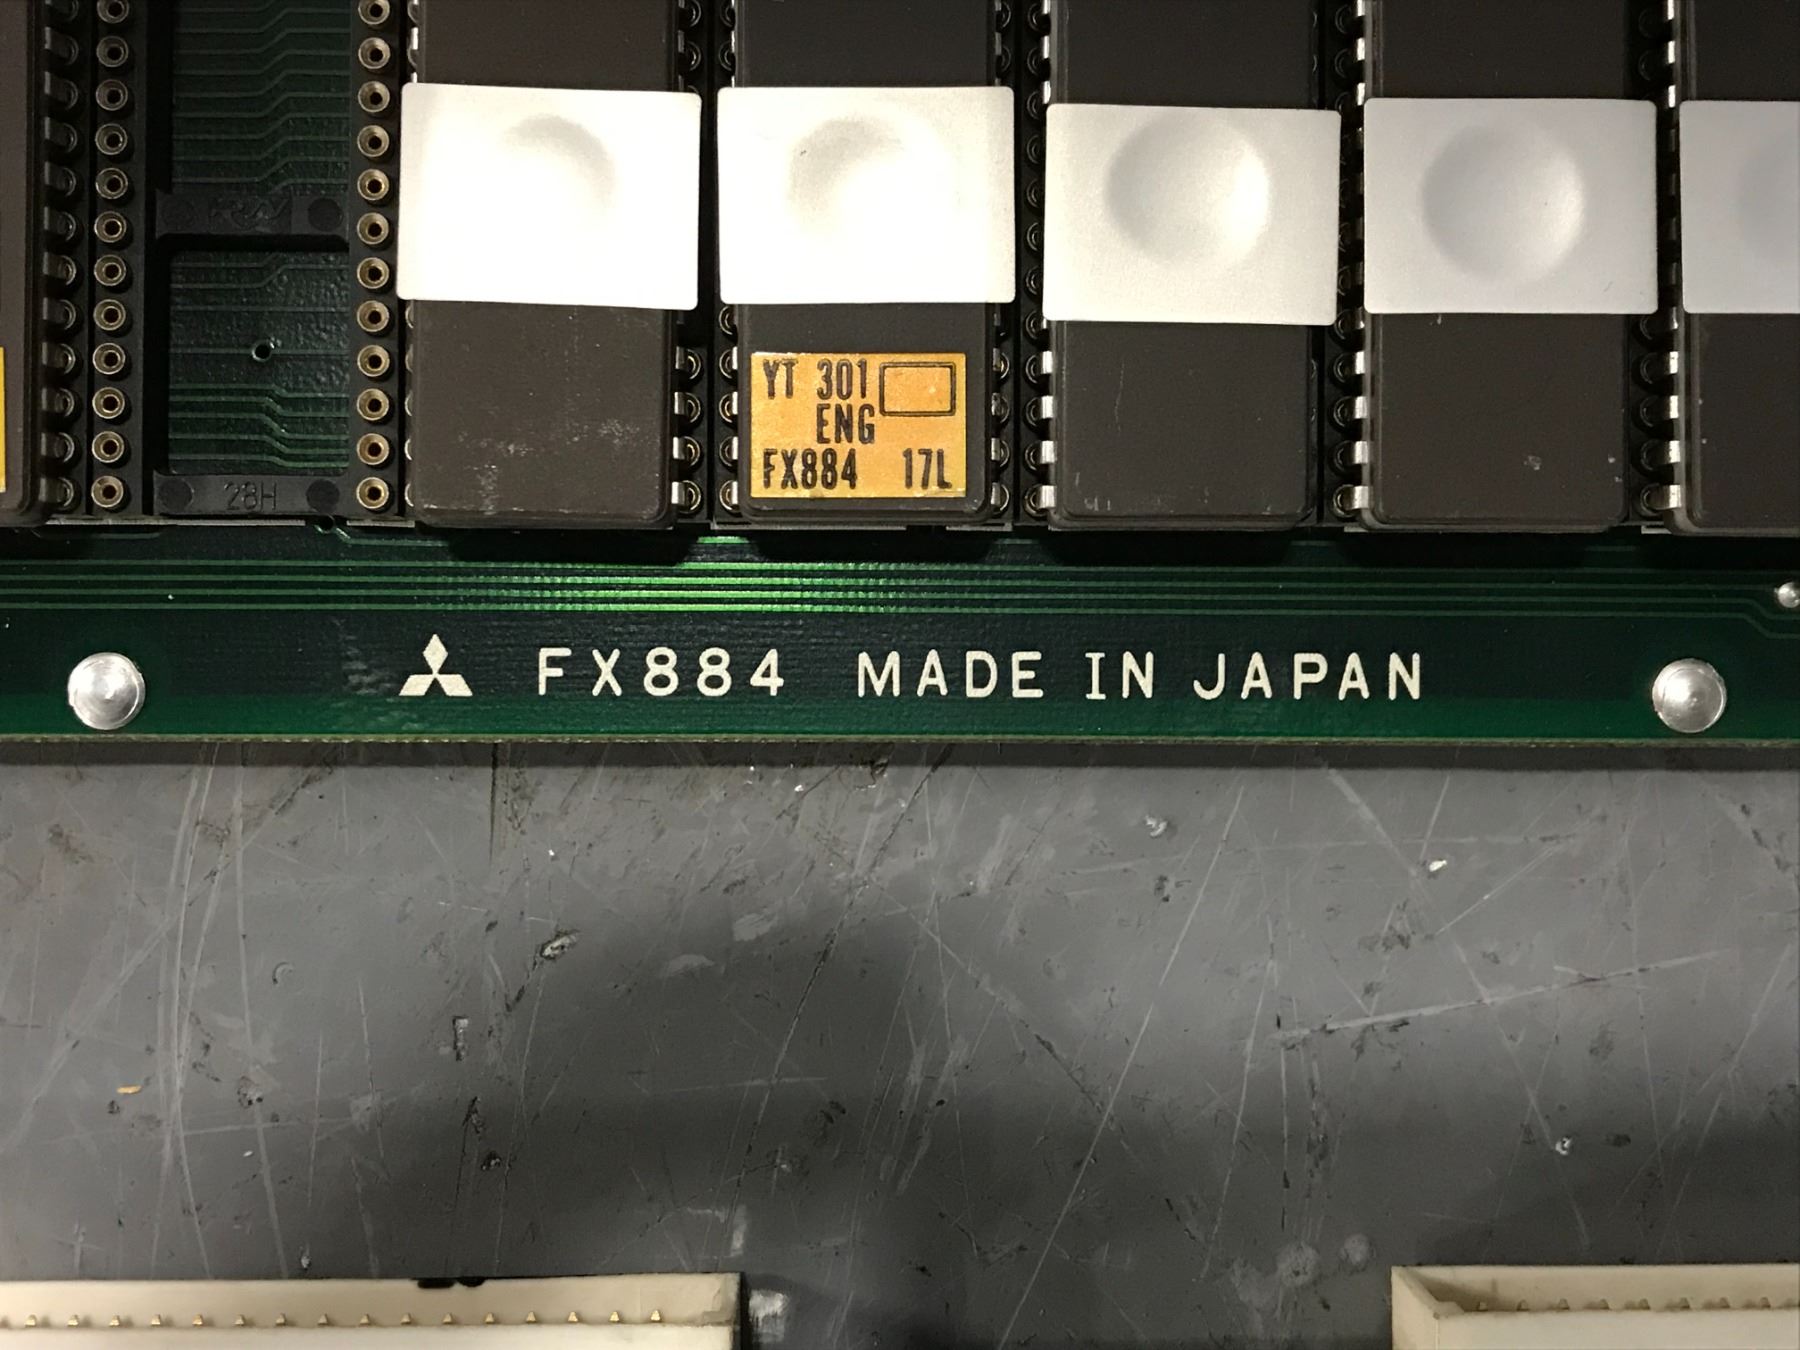 YT 301
ENG
FX884 17L
28H
FX884 MADE IN JAPAN